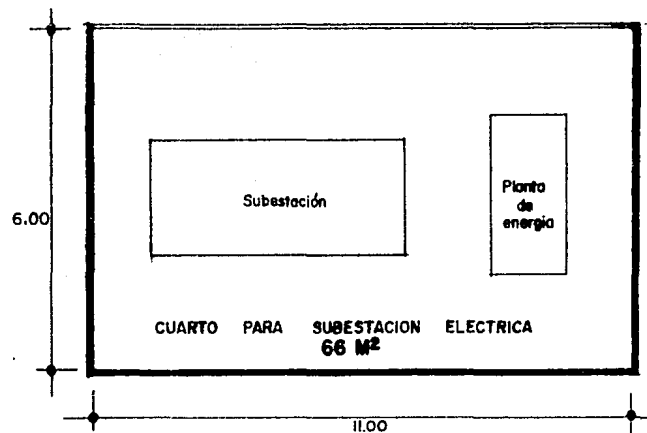 Subestación
Planta
de
energia
6.00
CUARTO PARA SUBESTACION ELECTRICA
66 M²
11.00